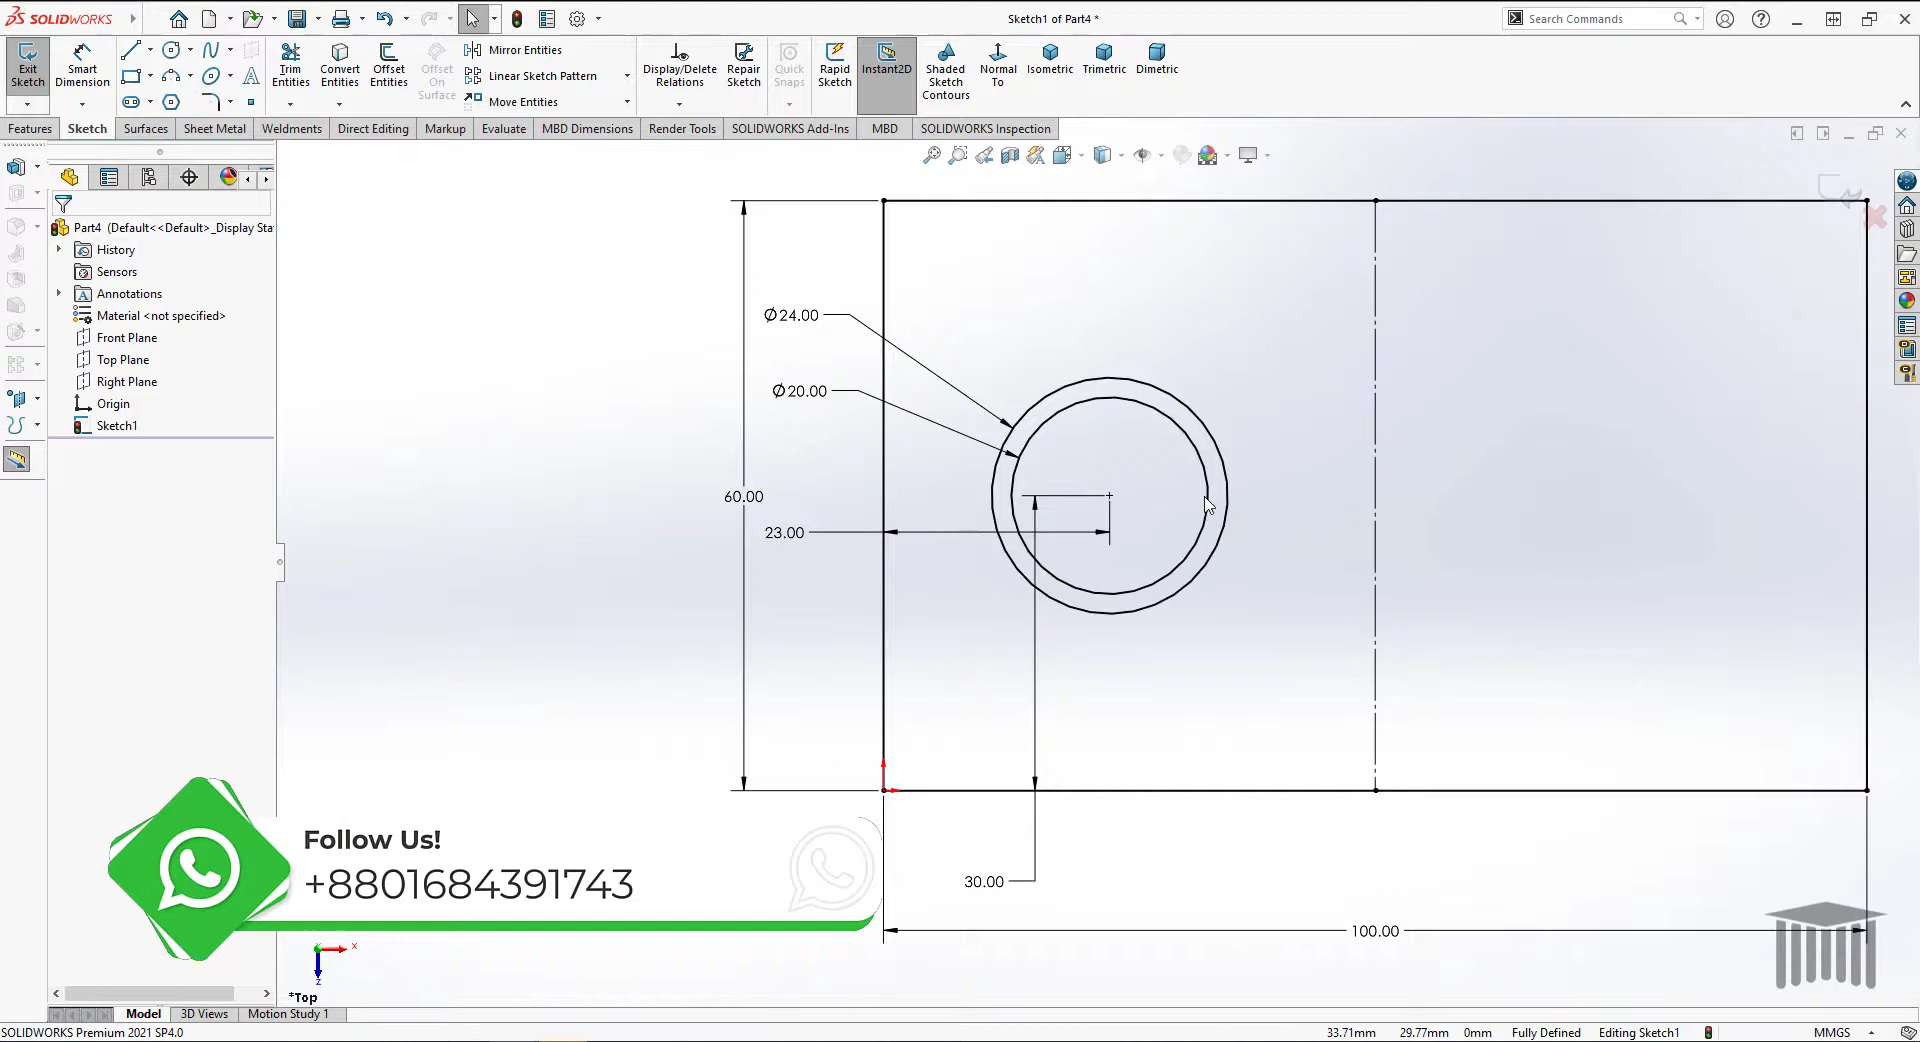 SOLIDWORKS
Sketch1 of Part4 *
Search Commands
Exit Sketch
Smart Dimension
Trim Entities
Convert Entities
Offset Entities
Offset On Surface
Mirror Entities
Linear Sketch Pattern
Move Entities
Display/Delete Relations
Repair Sketch
Quick Snaps
Rapid Sketch
Instant2D
Shaded Sketch Contours
Normal To
Isometric
Trimetric
Dimetric
Features
Sketch
Surfaces
Sheet Metal
Weldments
Direct Editing
Markup
Evaluate
MBD Dimensions
Render Tools
SOLIDWORKS Add-Ins
MBD
SOLIDWORKS Inspection
Part4 (Default<<Default>_Display Sta
History
Sensors
Annotations
Material <not specified>
Front Plane
Top Plane
Right Plane
Origin
Sketch1
Ø24.00
Ø20.00
60.00
23.00
30.00
100.00
Follow Us!
+8801684391743
x
z
*Top
Model
3D Views
Motion Study 1
SOLIDWORKS Premium 2021 SP4.0
33.71mm
29.77mm
0mm
Fully Defined
Editing Sketch1
MMGS